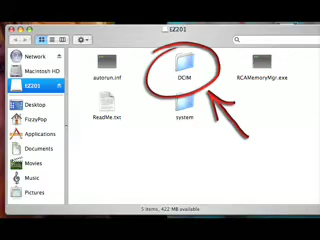 EZ201
Network
Macintosh HD
EZ201
Desktop
FizzyPop
Applications
Documents
Movies
Music
Pictures
autorun.inf
DCIM
RCAMemoryMgr.exe
ReadMe.txt
system
5 items, 422 MB available